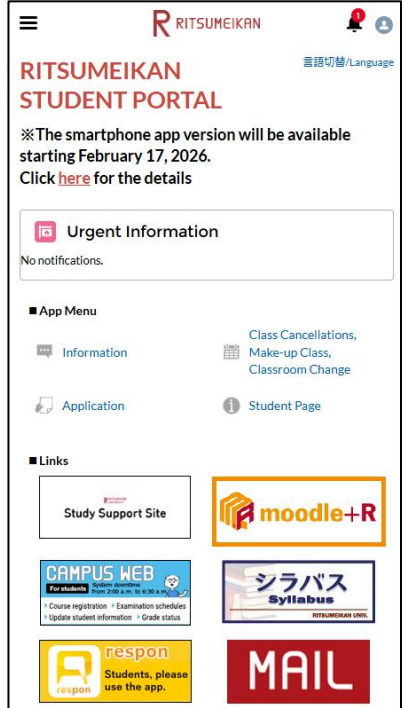 RITSUMEIKAN
1
言語切替/Language
RITSUMEIKAN
STUDENT PORTAL
※The smartphone app version will be available
starting February 17, 2026.
Click here for the details
Urgent Information
No notifications.
■App Menu
Information
Class Cancellations,
Make-up Class,
Classroom Change
Application
Student Page
■Links
Study Support Site
moodle+R
CAMPUS WEB
For students
System downtime
from 2:00 a.m. to 6:30 a.m.
Course registration
Examination schedules
Update student information
Grade status
シラバス
Syllabus
RITSUMEIKAN UNIV.
respon
respon
Students, please
use the app.
MAIL